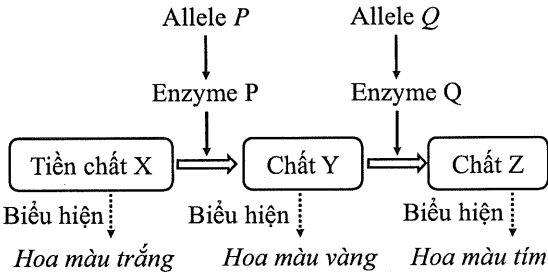 Allele P Allele Q
Enzyme P Enzyme Q
Tiền chất X Chất Y Chất Z
Biểu hiện Biểu hiện Biểu hiện
Hoa màu trắng Hoa màu vàng Hoa màu tím